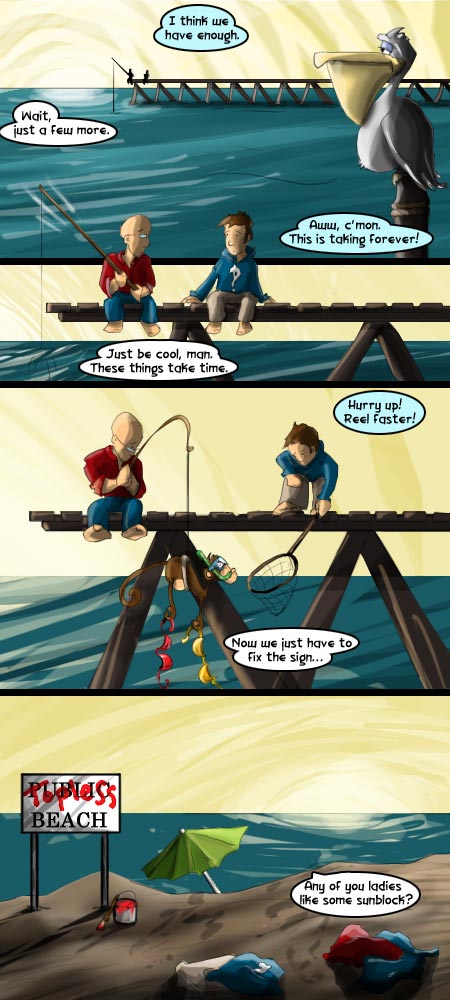 I think we
have enough.
Wait,
just a few more.
Aww, c'mon.
This is taking forever!
Just be cool, man.
These things take time.
Hurry up!
Reel faster!
Now we just have to
fix the sign...
PUBLIC
Topless
BEACH
Any of you ladies
like some sunblock?